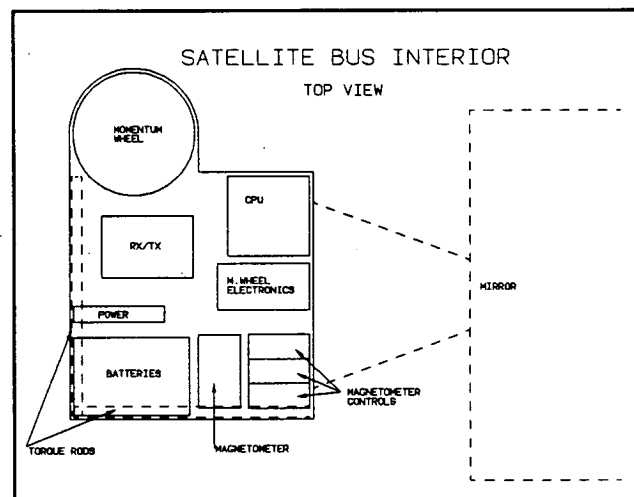 SATELLITE BUS INTERIOR
TOP VIEW
MOMENTUM
WHEEL
CPU
RX/TX
M.WHEEL
ELECTRONICS
MIRROR
POWER
BATTERIES
MAGNETOMETER
CONTROLS
TORQUE RODS
MAGNETOMETER